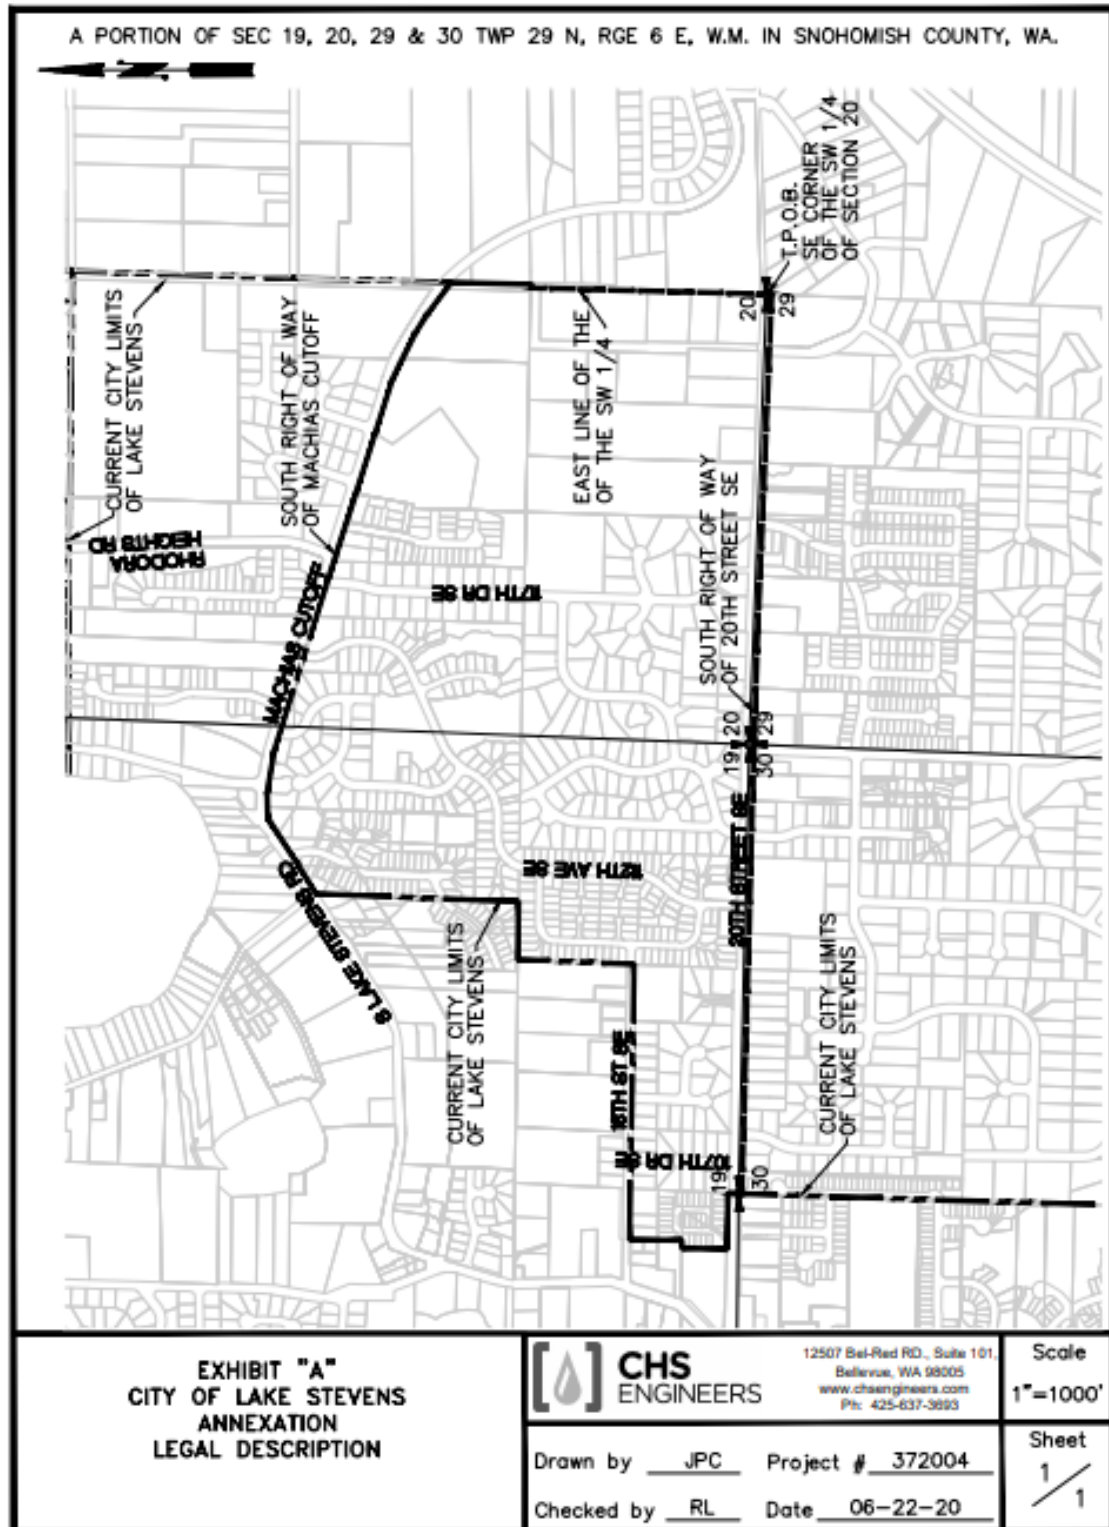 A PORTION OF SEC 19, 20, 29 & 30 TWP 29 N, RGE 6 E, W.M. IN SNOHOMISH COUNTY, WA.
N
T.P.O.B.
SE CORNER
OF THE SW 1/4
OF SECTION 20
CURRENT CITY LIMITS
OF LAKE STEVENS
SOUTH RIGHT OF WAY
OF MACHIAS CUTOFF
EAST LINE OF THE
OF THE SW 1/4
20
29
RHODORA
HEIGHTS RD
MACHIAS CUTOFF
117TH DR SE
SOUTH RIGHT OF WAY
OF 20TH STREET SE
19
20
30
29
S LAKE STEVENS RD
112TH AVE SE
20TH STREET SE
CURRENT CITY LIMITS
OF LAKE STEVENS
CURRENT CITY LIMITS
OF LAKE STEVENS
107TH DR SE
19
30
EXHIBIT "A"
CITY OF LAKE STEVENS
ANNEXATION
LEGAL DESCRIPTION
CHS
ENGINEERS
12507 Bel-Red RD., Suite 101,
Bellevue, WA 98005
www.chsengineers.com
Ph: 425-637-3693
Scale
1"=1000'
Drawn by JPC Project # 372004
Checked by RL Date 06-22-20
Sheet
1/1